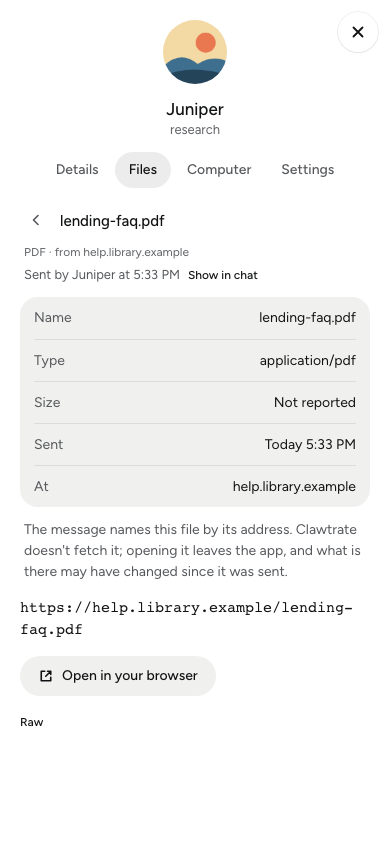 Juniper
research
Details Files Computer Settings
lending-faq.pdf
PDF · from help.library.example
Sent by Juniper at 5:33 PM Show in chat
Name lending-faq.pdf
Type application/pdf
Size Not reported
Sent Today 5:33 PM
At help.library.example
The message names this file by its address. Clawtrate
doesn't fetch it; opening it leaves the app, and what is
there may have changed since it was sent.
https://help.library.example/lending-
faq.pdf
Open in your browser
Raw